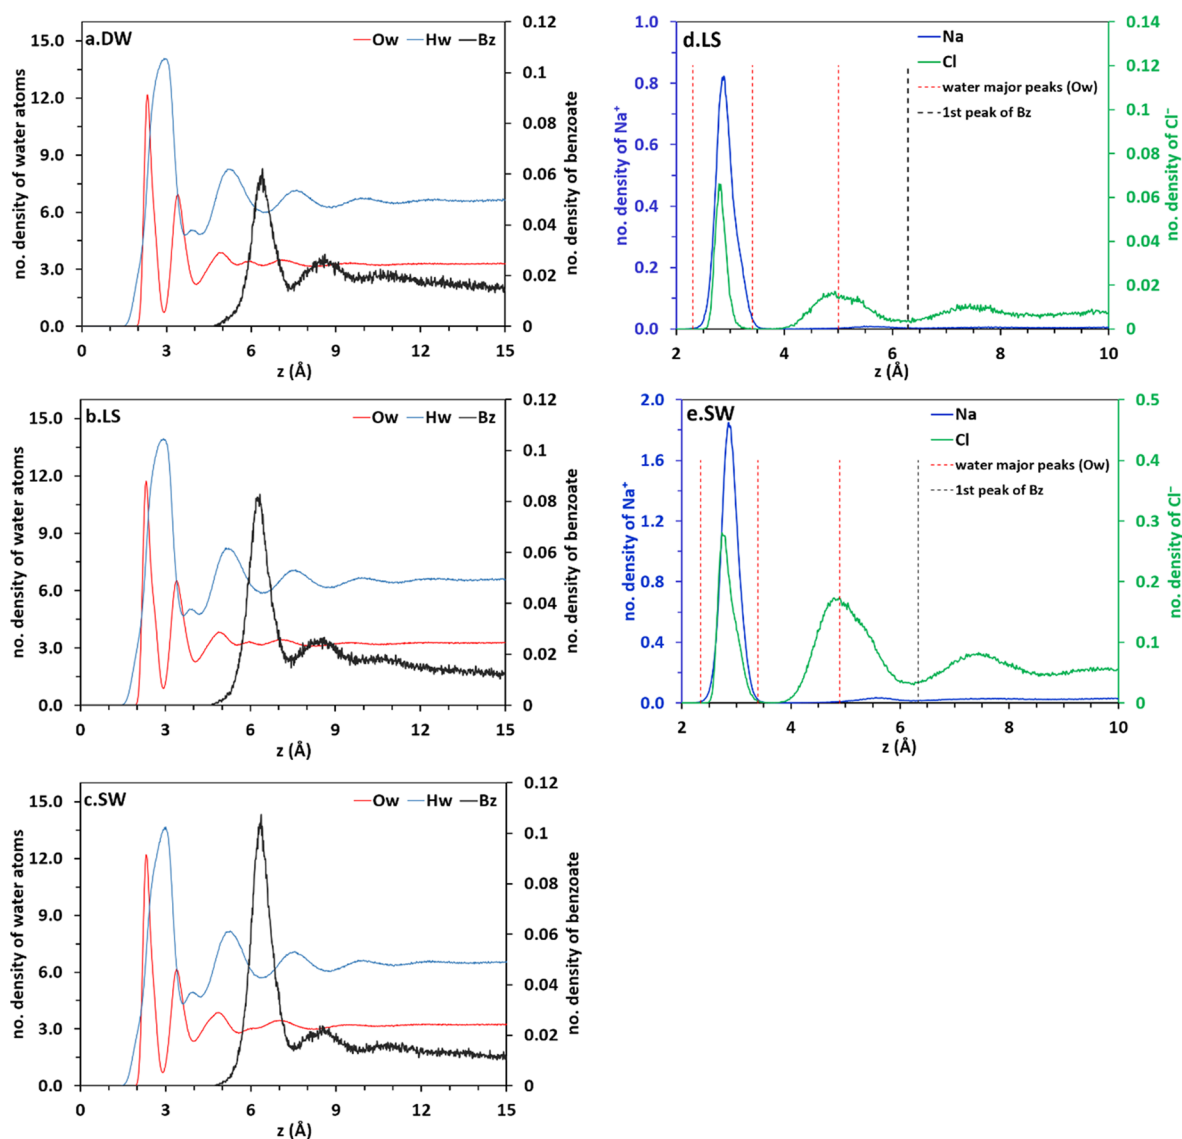 a.DW
Ow Hw Bz
no. density of water atoms
15.0
12.0
9.0
6.0
3.0
0.0
0 3 6 9 12 15
z (Å)
0.12
0.1
0.08
0.06
0.04
0.02
0
no. density of benzoate
d.LS
Na
Cl
water major peaks (Ow)
1st peak of Bz
no. density of Na⁺
1.0
0.8
0.6
0.4
0.2
0.0
2 4 6 8 10
z (Å)
0.14
0.12
0.1
0.08
0.06
0.04
0.02
0
no. density of Cl⁻
b.LS
Ow Hw Bz
no. density of water atoms
15.0
12.0
9.0
6.0
3.0
0.0
0 3 6 9 12 15
z (Å)
0.12
0.1
0.08
0.06
0.04
0.02
0
no. density of benzoate
e.SW
Na
Cl
water major peaks (Ow)
1st peak of Bz
no. density of Na⁺
2.0
1.6
1.2
0.8
0.4
0.0
2 4 6 8 10
z (Å)
0.5
0.4
0.3
0.2
0.1
0
no. density of Cl⁻
c.SW
Ow Hw Bz
no. density of water atoms
15.0
12.0
9.0
6.0
3.0
0.0
0 3 6 9 12 15
z (Å)
0.12
0.1
0.08
0.06
0.04
0.02
0
no. density of benzoate